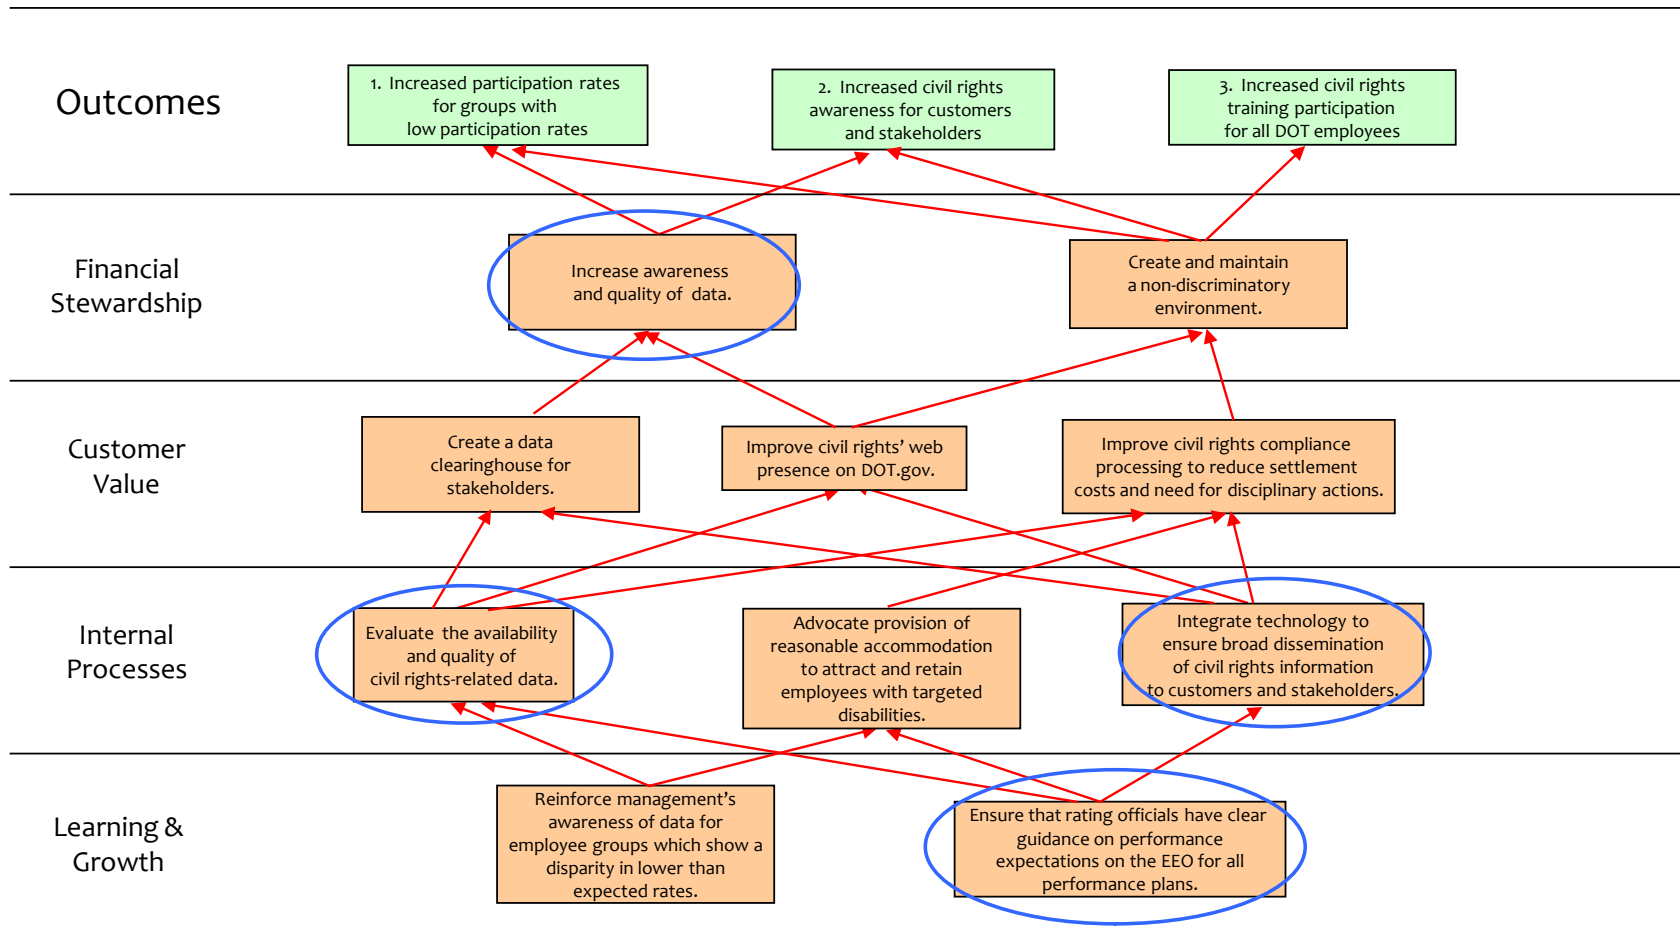 Outcomes
1. Increased participation rates
for groups with
low participation rates
2. Increased civil rights
awareness for customers
and stakeholders
3. Increased civil rights
training participation
for all DOT employees
Financial
Stewardship
Increase awareness
and quality of data.
Create and maintain
a non-discriminatory
environment.
Customer
Value
Create a data
clearinghouse for
stakeholders.
Improve civil rights’ web
presence on DOT.gov.
Improve civil rights compliance
processing to reduce settlement
costs and need for disciplinary actions.
Internal
Processes
Evaluate the availability
and quality of
civil rights-related data.
Advocate provision of
reasonable accommodation
to attract and retain
employees with targeted
disabilities.
Integrate technology to
ensure broad dissemination
of civil rights information
to customers and stakeholders.
Learning &
Growth
Reinforce management’s
awareness of data for
employee groups which show a
disparity in lower than
expected rates.
Ensure that rating officials have clear
guidance on performance
expectations on the EEO for all
performance plans.